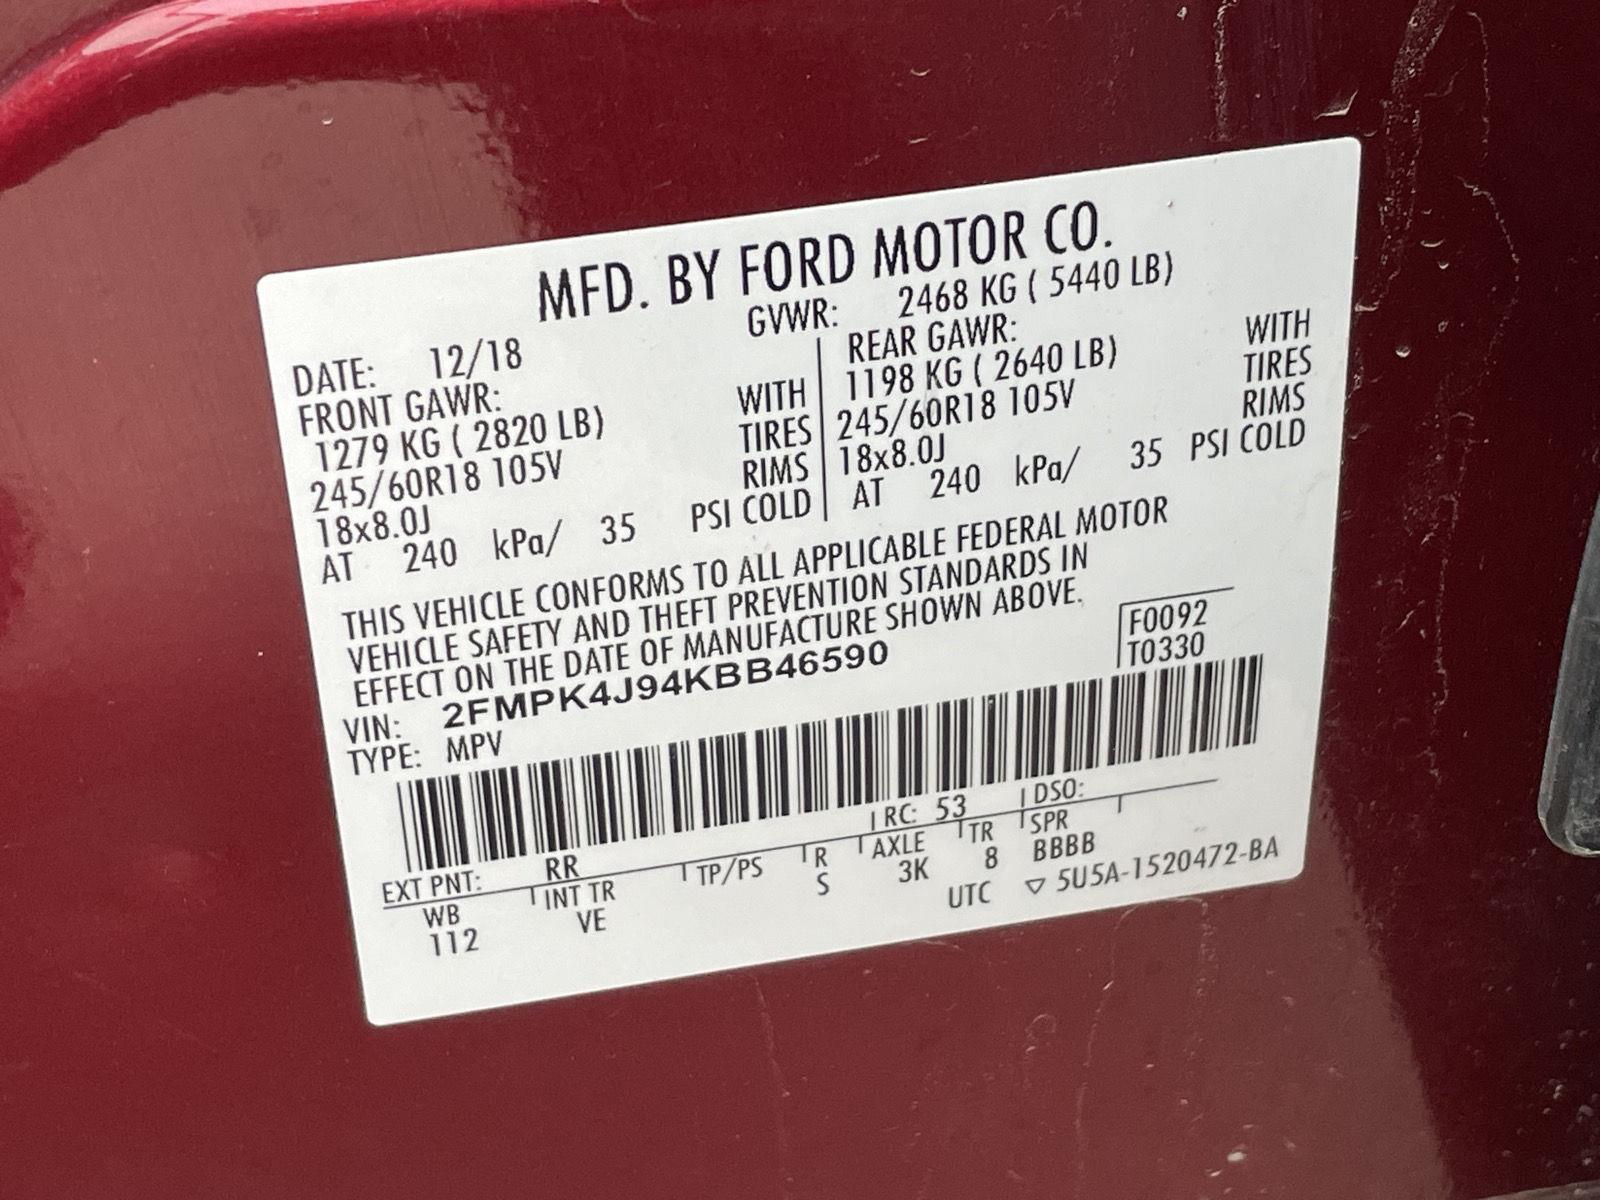 MFD. BY FORD MOTOR CO.
DATE: 12/18 GVWR: 2468 KG ( 5440 LB)
FRONT GAWR: REAR GAWR:
1279 KG ( 2820 LB) WITH 1198 KG ( 2640 LB) WITH
245/60R18 105V TIRES 245/60R18 105V TIRES
18x8.0J RIMS 18x8.0J RIMS
AT 240 kPa/ 35 PSI COLD AT 240 kPa/ 35 PSI COLD
THIS VEHICLE CONFORMS TO ALL APPLICABLE FEDERAL MOTOR
VEHICLE SAFETY AND THEFT PREVENTION STANDARDS IN
EFFECT ON THE DATE OF MANUFACTURE SHOWN ABOVE.
F0092
VIN: 2FMPK4J94KBB46590 T0330
TYPE: MPV
EXT PNT: RR RC: 53 DSO:
WB INT TR TP/PS R AXLE TR SPR
112 VE S 3K 8 BBBB
UTC ▽ 5U5A-1520472-BA